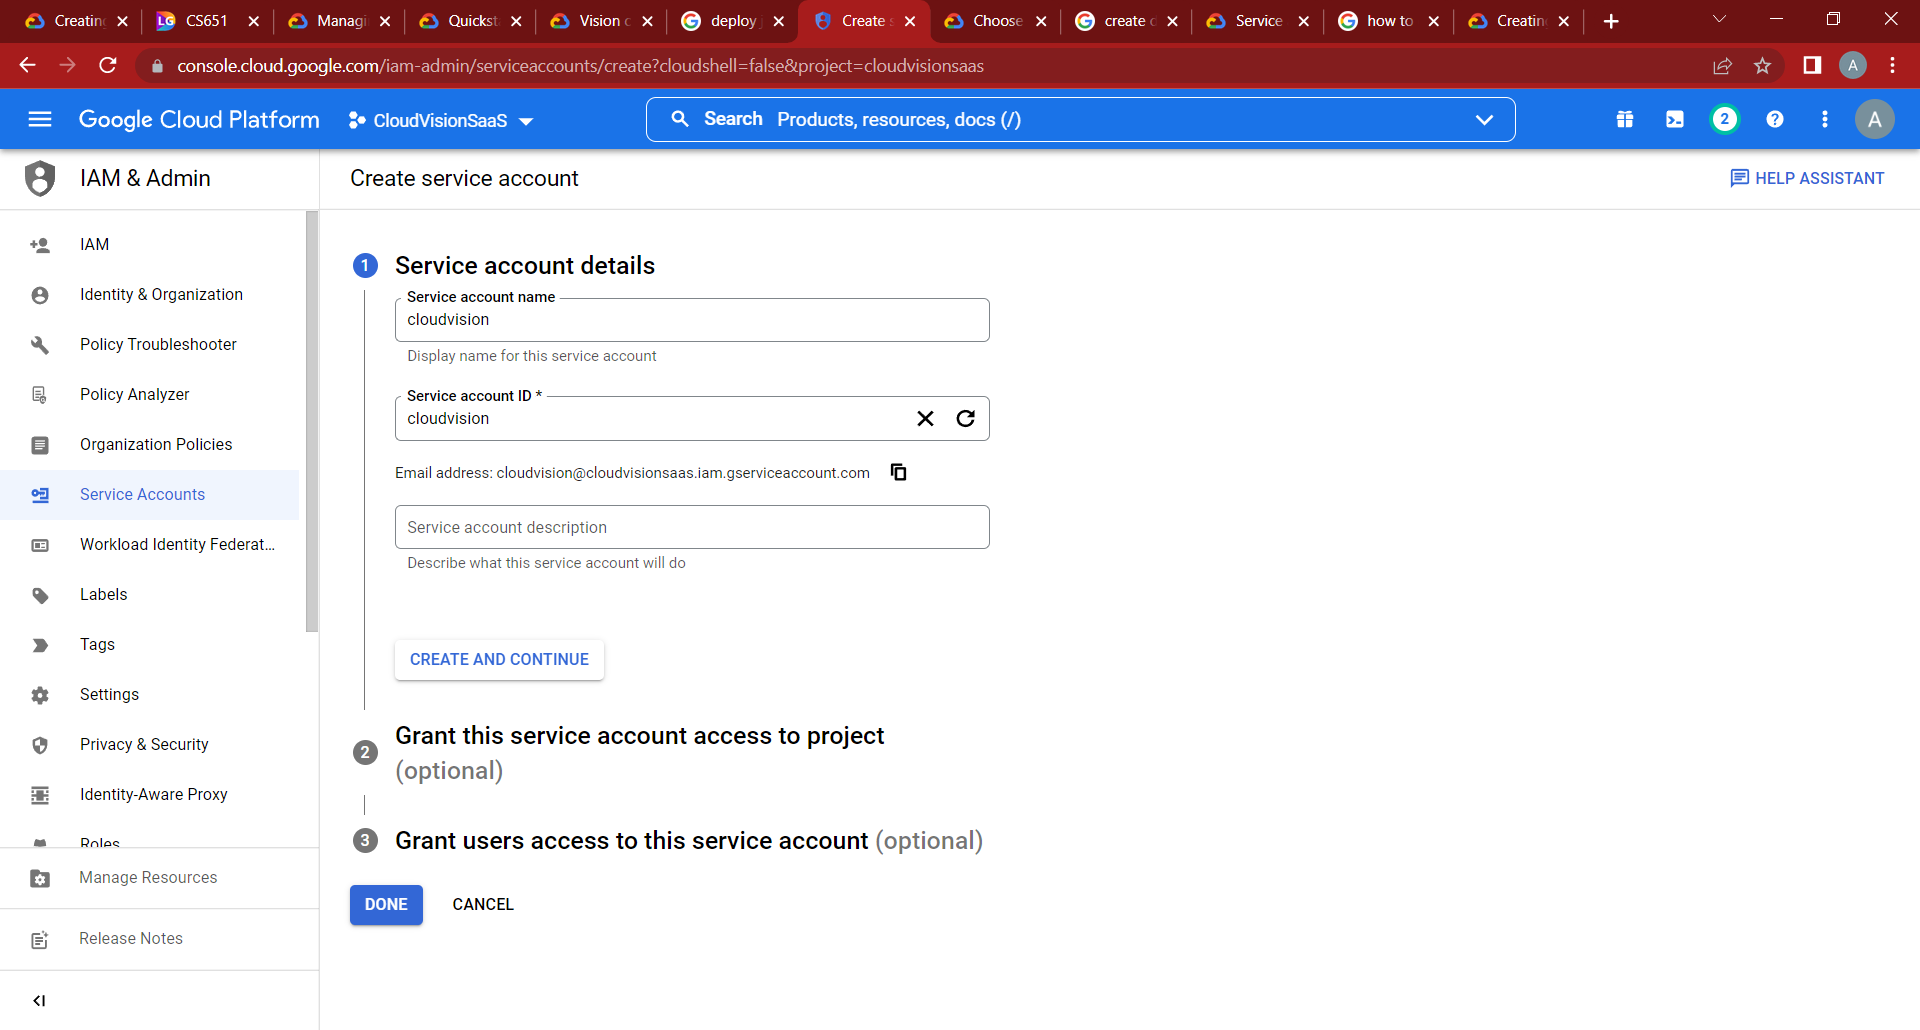 Creating
CS651
Managi
Quickst
Vision c
deploy j
Create s
Choose
create c
Service
how to
Creating
console.cloud.google.com/iam-admin/serviceaccounts/create?cloudshell=false&project=cloudvisionsaas
A
Google Cloud Platform
CloudVisionSaaS
Search Products, resources, docs (/)
2
?
A
IAM & Admin
Create service account
HELP ASSISTANT
IAM
Identity & Organization
Policy Troubleshooter
Policy Analyzer
Organization Policies
Service Accounts
Workload Identity Federat...
Labels
Tags
Settings
Privacy & Security
Identity-Aware Proxy
Roles
Manage Resources
Release Notes
1 Service account details
Service account name
cloudvision
Display name for this service account
Service account ID *
cloudvision
Email address: cloudvision@cloudvisionsaas.iam.gserviceaccount.com
Service account description
Describe what this service account will do
CREATE AND CONTINUE
2 Grant this service account access to project
(optional)
3 Grant users access to this service account (optional)
DONE
CANCEL